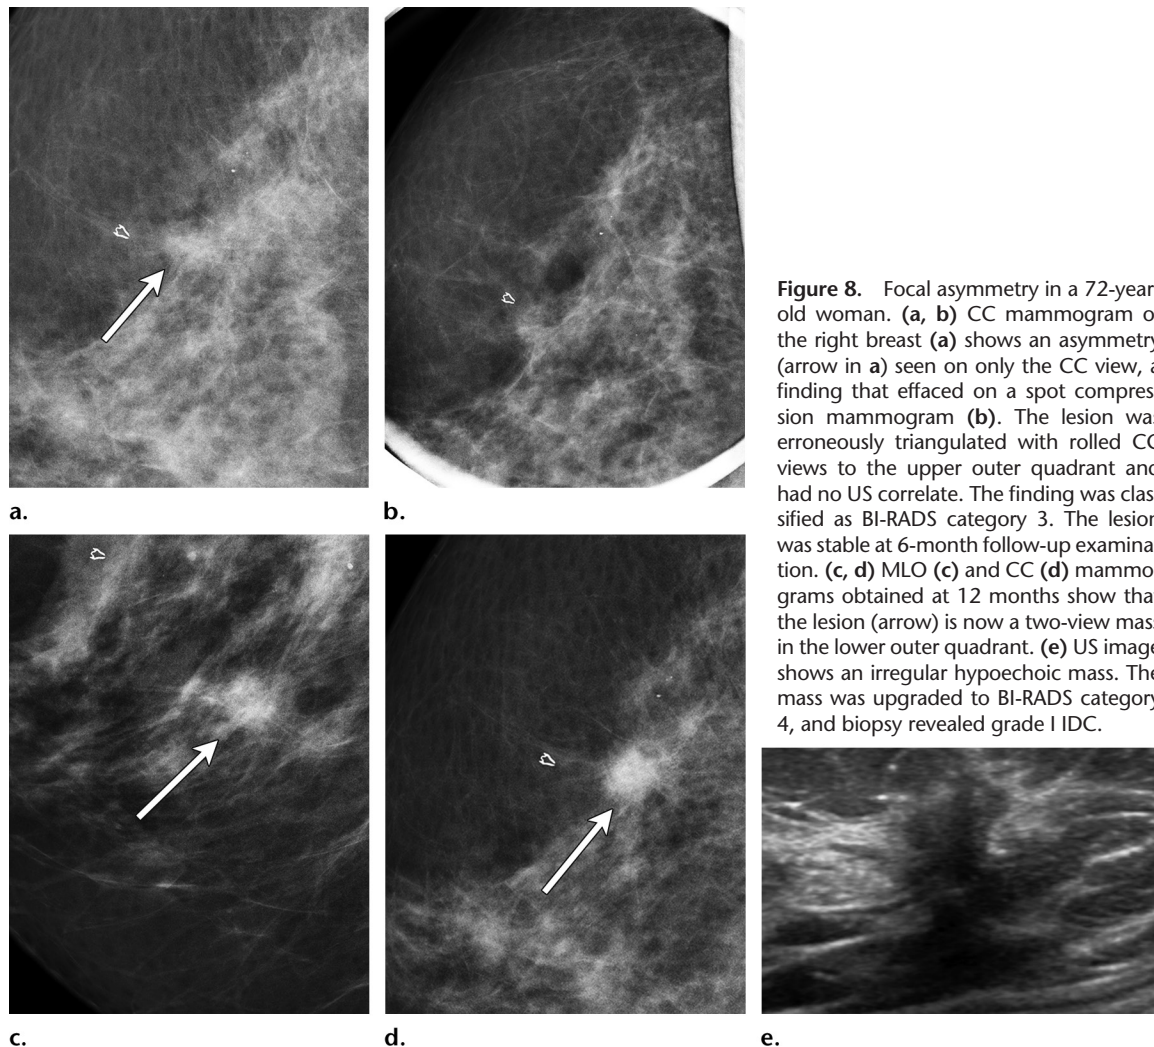 a.
b.
Figure 8. Focal asymmetry in a 72-year
old woman. (a, b) CC mammogram o
the right breast (a) shows an asymmetry
(arrow in a) seen on only the CC view, a
finding that effaced on a spot compres
sion mammogram (b). The lesion was
erroneously triangulated with rolled CC
views to the upper outer quadrant and
had no US correlate. The finding was clas
sified as BI-RADS category 3. The lesion
was stable at 6-month follow-up examina
tion. (c, d) MLO (c) and CC (d) mammo
grams obtained at 12 months show that
the lesion (arrow) is now a two-view mass
in the lower outer quadrant. (e) US image
shows an irregular hypoechoic mass. The
mass was upgraded to BI-RADS category
4, and biopsy revealed grade I IDC.
c.
d.
e.